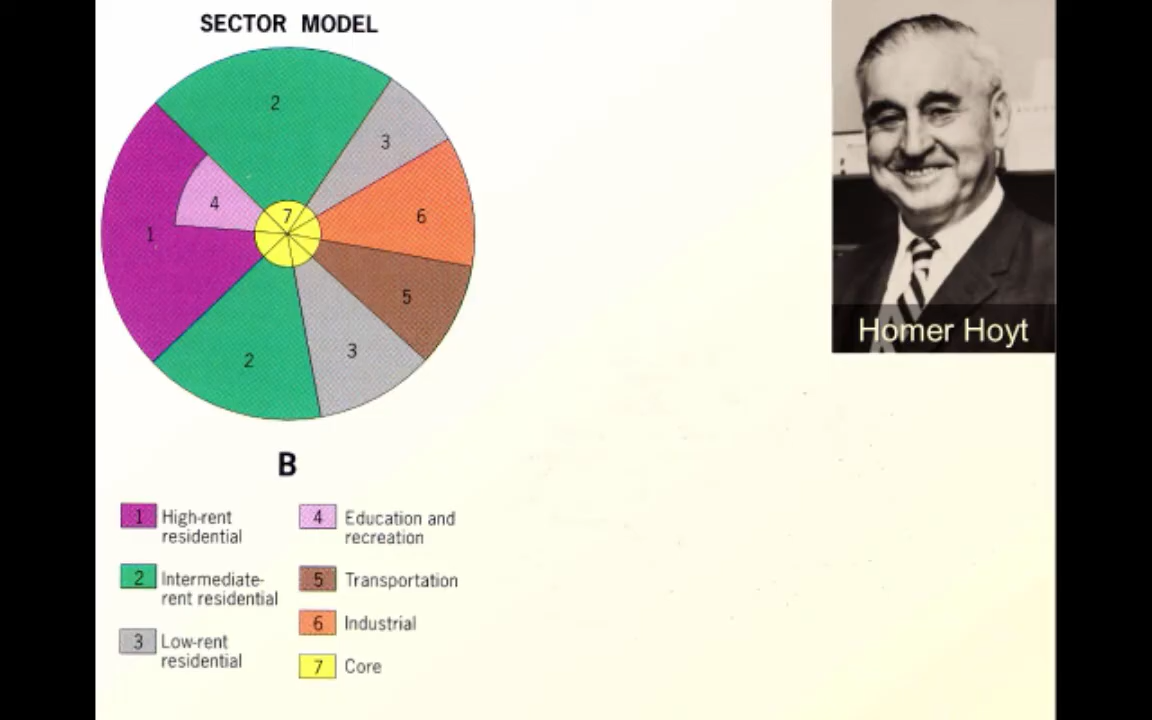 SECTOR MODEL
2
3
4
7
6
1
5
3
2
B
1 High-rent
residential
2 Intermediate-
rent residential
3 Low-rent
residential
4 Education and
recreation
5 Transportation
6 Industrial
7 Core
Homer Hoyt